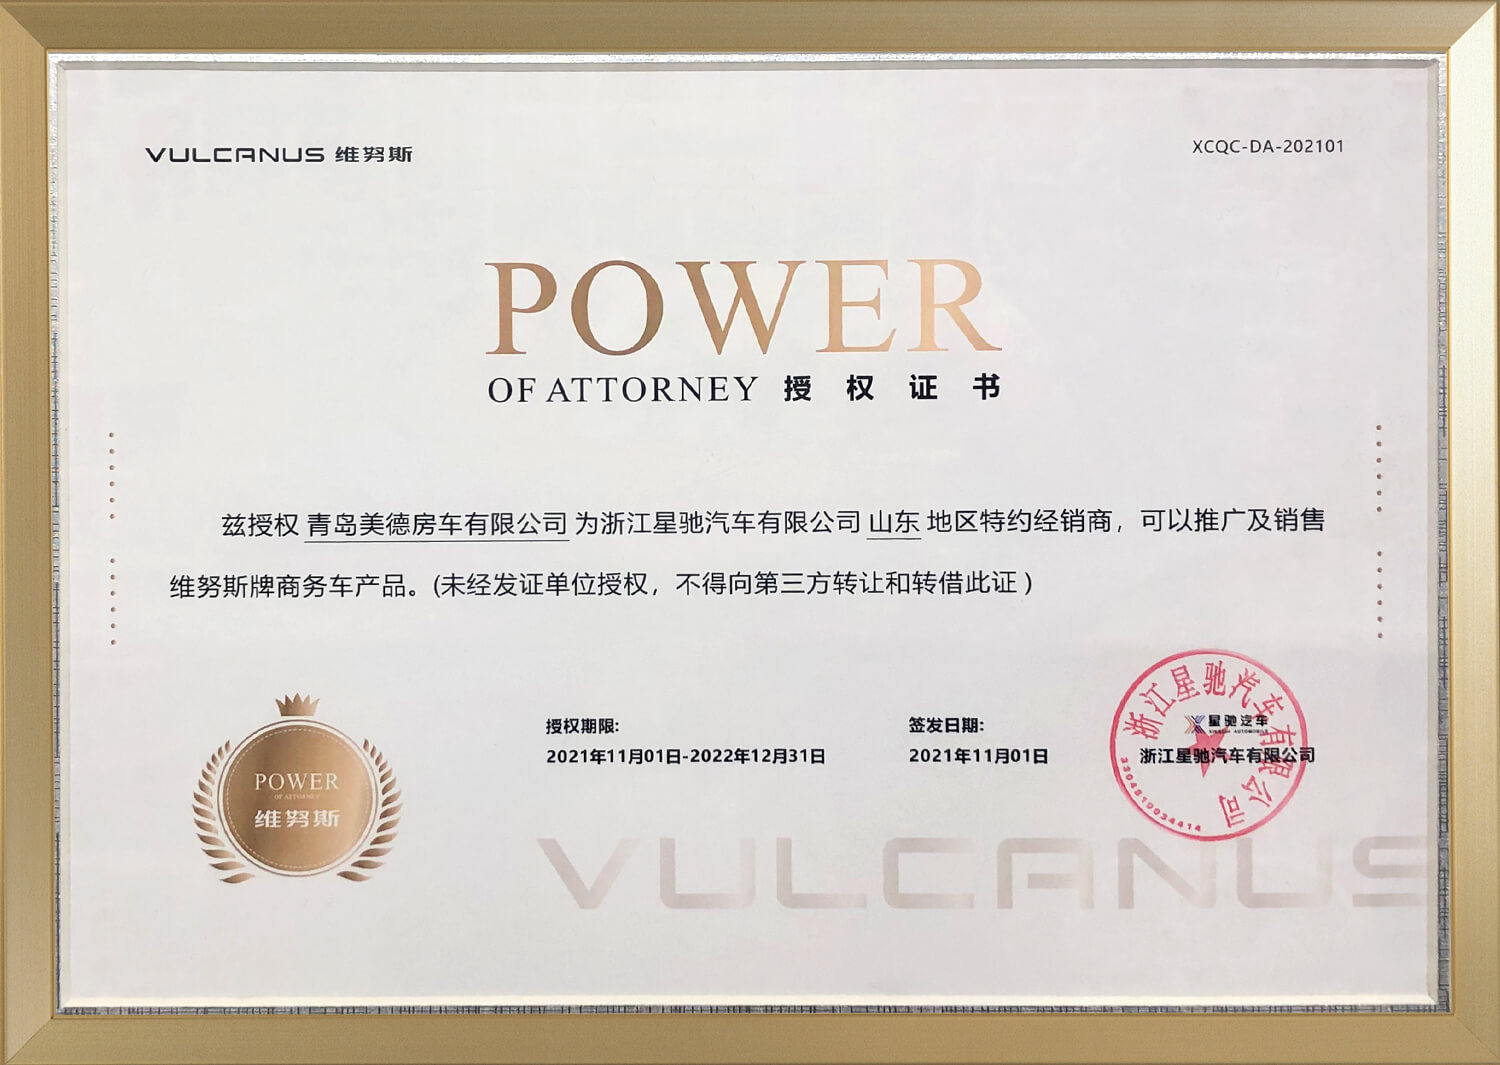 VULCANUS 维努斯
XCQC-DA-202101
POWER
OF ATTORNEY 授权证书
兹授权 青岛美德房车有限公司 为浙江星驰汽车有限公司 山东 地区特约经销商，可以推广及销售
维努斯牌商务车产品。(未经发证单位授权，不得向第三方转让和转借此证 )
授权期限:
2021年11月01日-2022年12月31日
签发日期:
2021年11月01日
星驰汽车
XINGCHI AUTOMOBILE
浙江星驰汽车有限公司
浙江星驰汽车有限公司
3304819034414
POWER
OF ATTORNEY
维努斯
VULCANUS